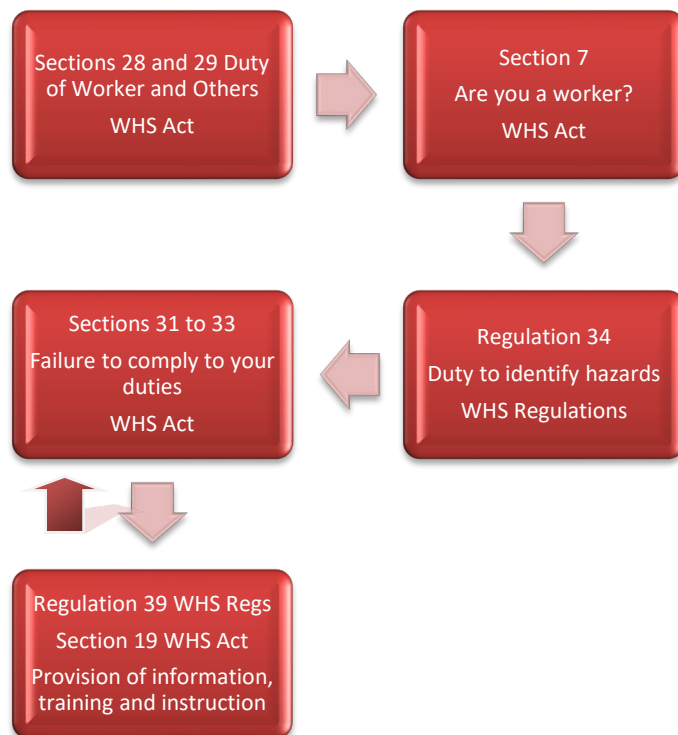 Sections 28 and 29 Duty
of Worker and Others
WHS Act
Section 7
Are you a worker?
WHS Act
Regulation 34
Duty to identify hazards
WHS Regulations
Sections 31 to 33
Failure to comply to your
duties
WHS Act
Regulation 39 WHS Regs
Section 19 WHS Act
Provision of information,
training and instruction